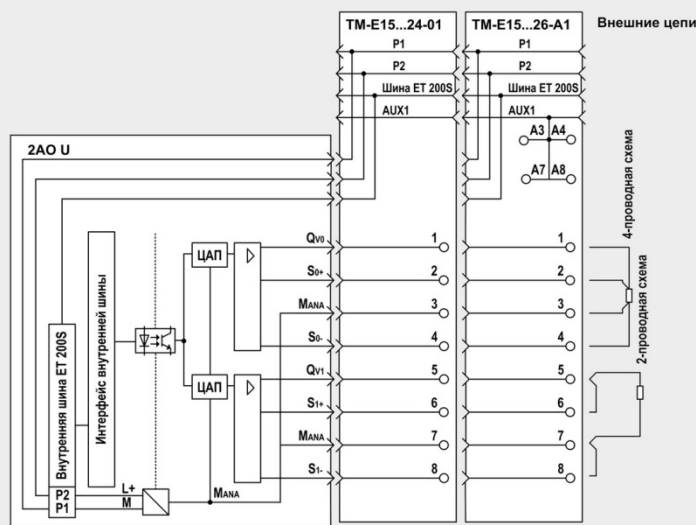 TM-E15...24-01
TM-E15...26-A1
Внешние цепи
P1
P1
P2
P2
Шина ET 200S
Шина ET 200S
AUX1
AUX1
A3 A4
A7 A8
2AO U
Внутренняя шина ET 200S
Интерфейс внутренней шины
ЦАП
ЦАП
QV0
S0+
MANA
S0-
QV1
S1+
MANA
S1-
1
2
3
4
5
6
7
8
1
2
3
4
5
6
7
8
4-проводная схема
2-проводная схема
P2
P1
L+
M
MANA